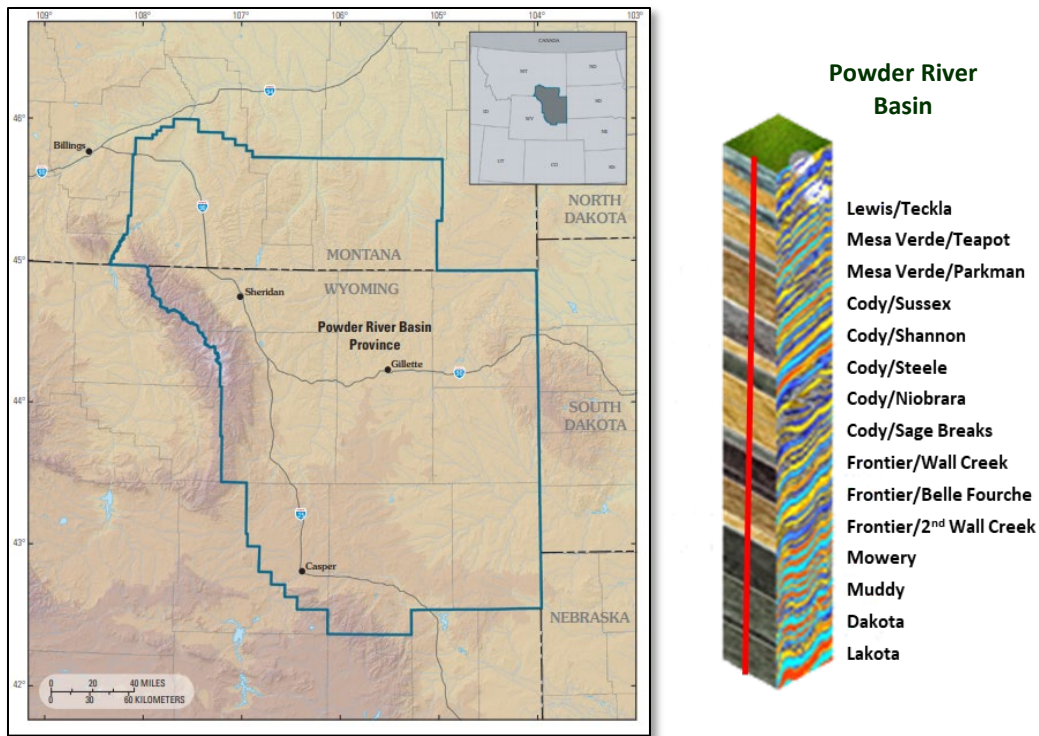 109°
108°
107°
106°
105°
104°
103°
CANADA
MT
ND
SD
ID
WY
NE
UT
CO
KS
46°
94
Billings
90
90
NORTH
DAKOTA
45°
MONTANA
WYOMING
Sheridan
Powder River Basin
Province
Gillette
90
44°
SOUTH
DAKOTA
25
43°
Casper
NEBRASKA
42°
0 20 40 MILES
0 30 60 KILOMETERS
Powder River
Basin
Lewis/Teckla
Mesa Verde/Teapot
Mesa Verde/Parkman
Cody/Sussex
Cody/Shannon
Cody/Steele
Cody/Niobrara
Cody/Sage Breaks
Frontier/Wall Creek
Frontier/Belle Fourche
Frontier/2nd Wall Creek
Mowery
Muddy
Dakota
Lakota